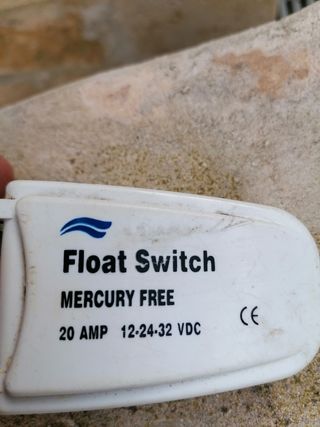 Float Switch
MERCURY FREE
20 AMP 12-24-32 VDC CE